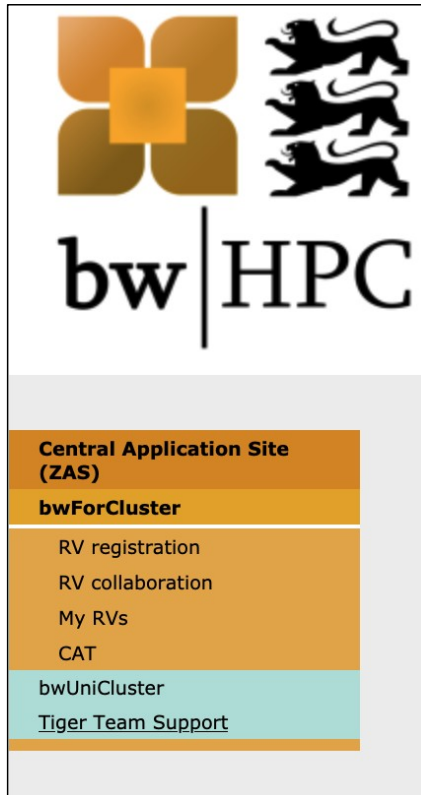 bw|HPC
Central Application Site
(ZAS)
bwForCluster
RV registration
RV collaboration
My RVs
CAT
bwUniCluster
Tiger Team Support